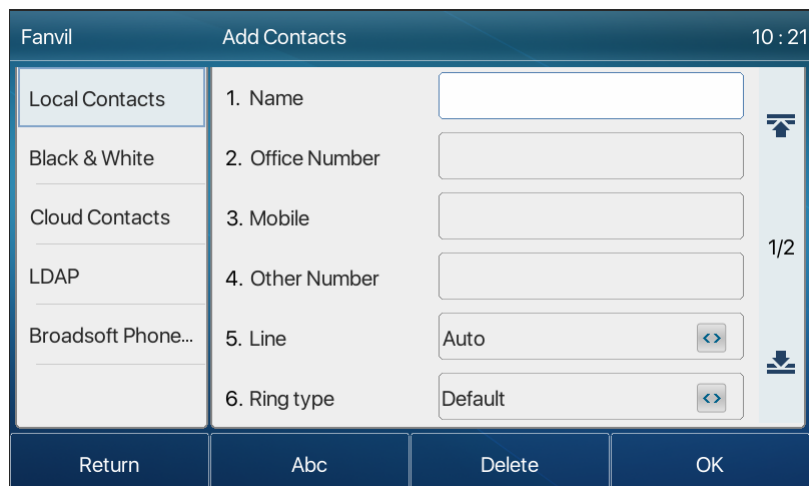 Fanvil Add Contacts 10 : 21
Local Contacts
Black & White
Cloud Contacts
LDAP
Broadsoft Phone...
1. Name
2. Office Number
3. Mobile
4. Other Number
5. Line Auto <>
6. Ring type Default <>
1/2
Return Abc Delete OK